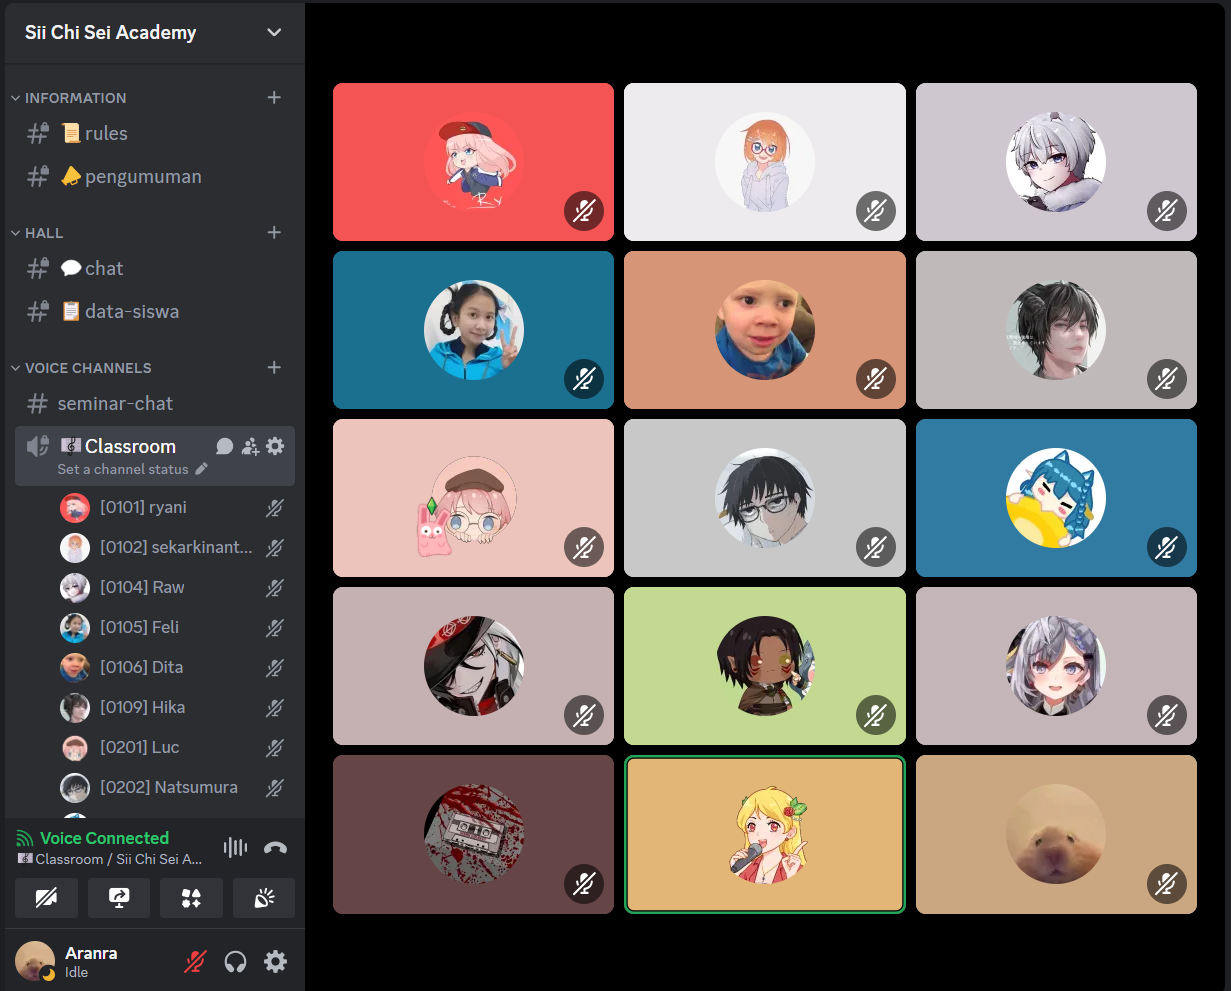 Sii Chi Sei Academy
INFORMATION
rules
pengumuman
HALL
chat
data-siswa
VOICE CHANNELS
seminar-chat
Classroom
Set a channel status
[0101] ryani
[0102] sekarkinant...
[0104] Raw
[0105] Feli
[0106] Dita
[0109] Hika
[0201] Luc
[0202] Natsumura
Voice Connected
Classroom / Sii Chi Sei A...
Aranra
Idle